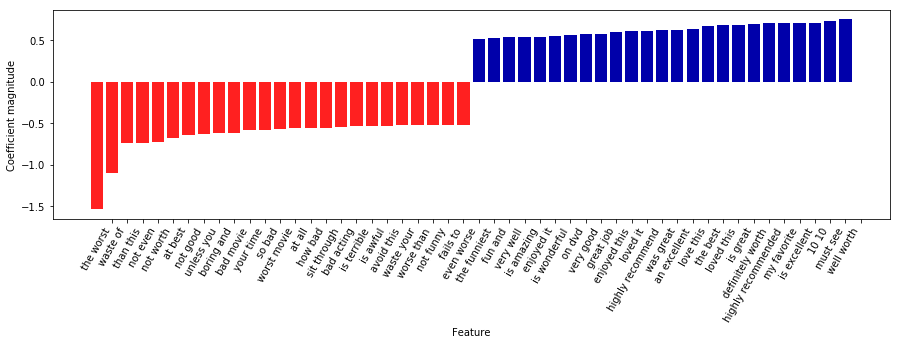 0.5
0.0
−0.5
−1.0
−1.5
Coefficient magnitude
the worst
waste of
than this
not even
not worth
at best
not good
unless you
boring and
bad movie
your time
so bad
worst movie
at all
how bad
sit through
bad acting
is terrible
is awful
avoid this
waste your
worse than
not funny
fails to
even worse
the funniest
fun and
very well
is amazing
enjoyed it
is wonderful
on dvd
very good
great job
enjoyed this
loved it
highly recommend
was great
an excellent
love this
the best
loved this
is great
definitely worth
highly recommended
my favorite
is excellent
10 10
must see
well worth
Feature